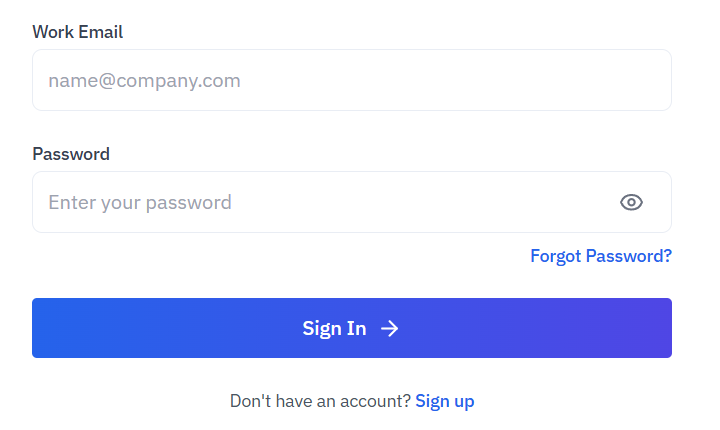 Work Email
name@company.com
Password
Enter your password
Forgot Password?
Sign In
Don't have an account? Sign up